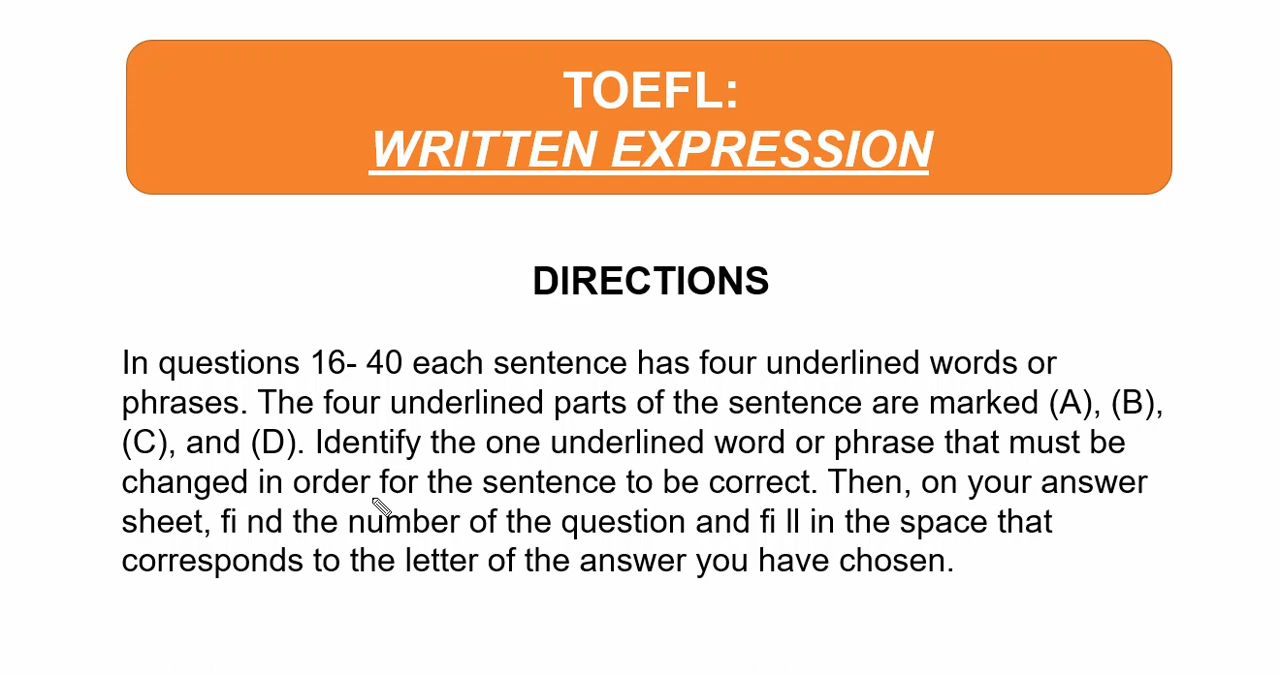 TOEFL:
WRITTEN EXPRESSION
DIRECTIONS
In questions 16- 40 each sentence has four underlined words or
phrases. The four underlined parts of the sentence are marked (A), (B),
(C), and (D). Identify the one underlined word or phrase that must be
changed in order for the sentence to be correct. Then, on your answer
sheet, fi nd the number of the question and fi ll in the space that
corresponds to the letter of the answer you have chosen.